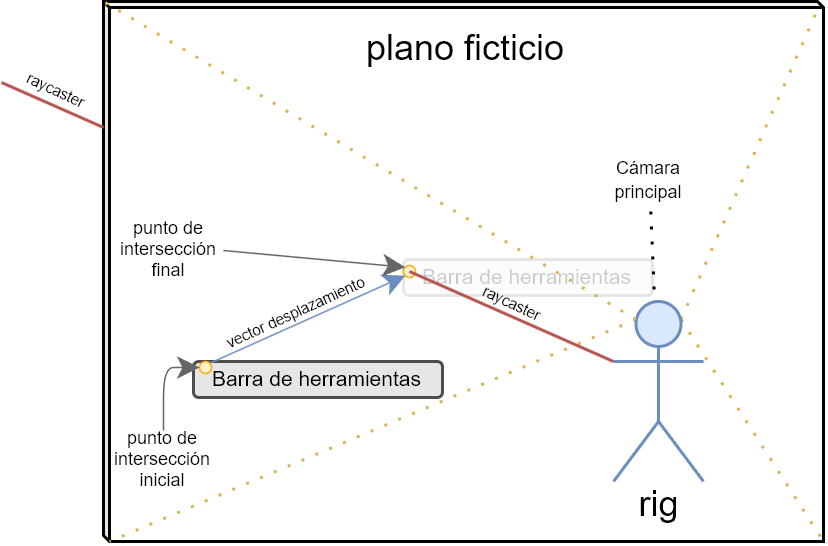 plano ficticio
raycaster
Cámara
principal
punto de
intersección
final
Barra de herramientas
raycaster
vector desplazamiento
Barra de herramientas
punto de
intersección
inicial
rig